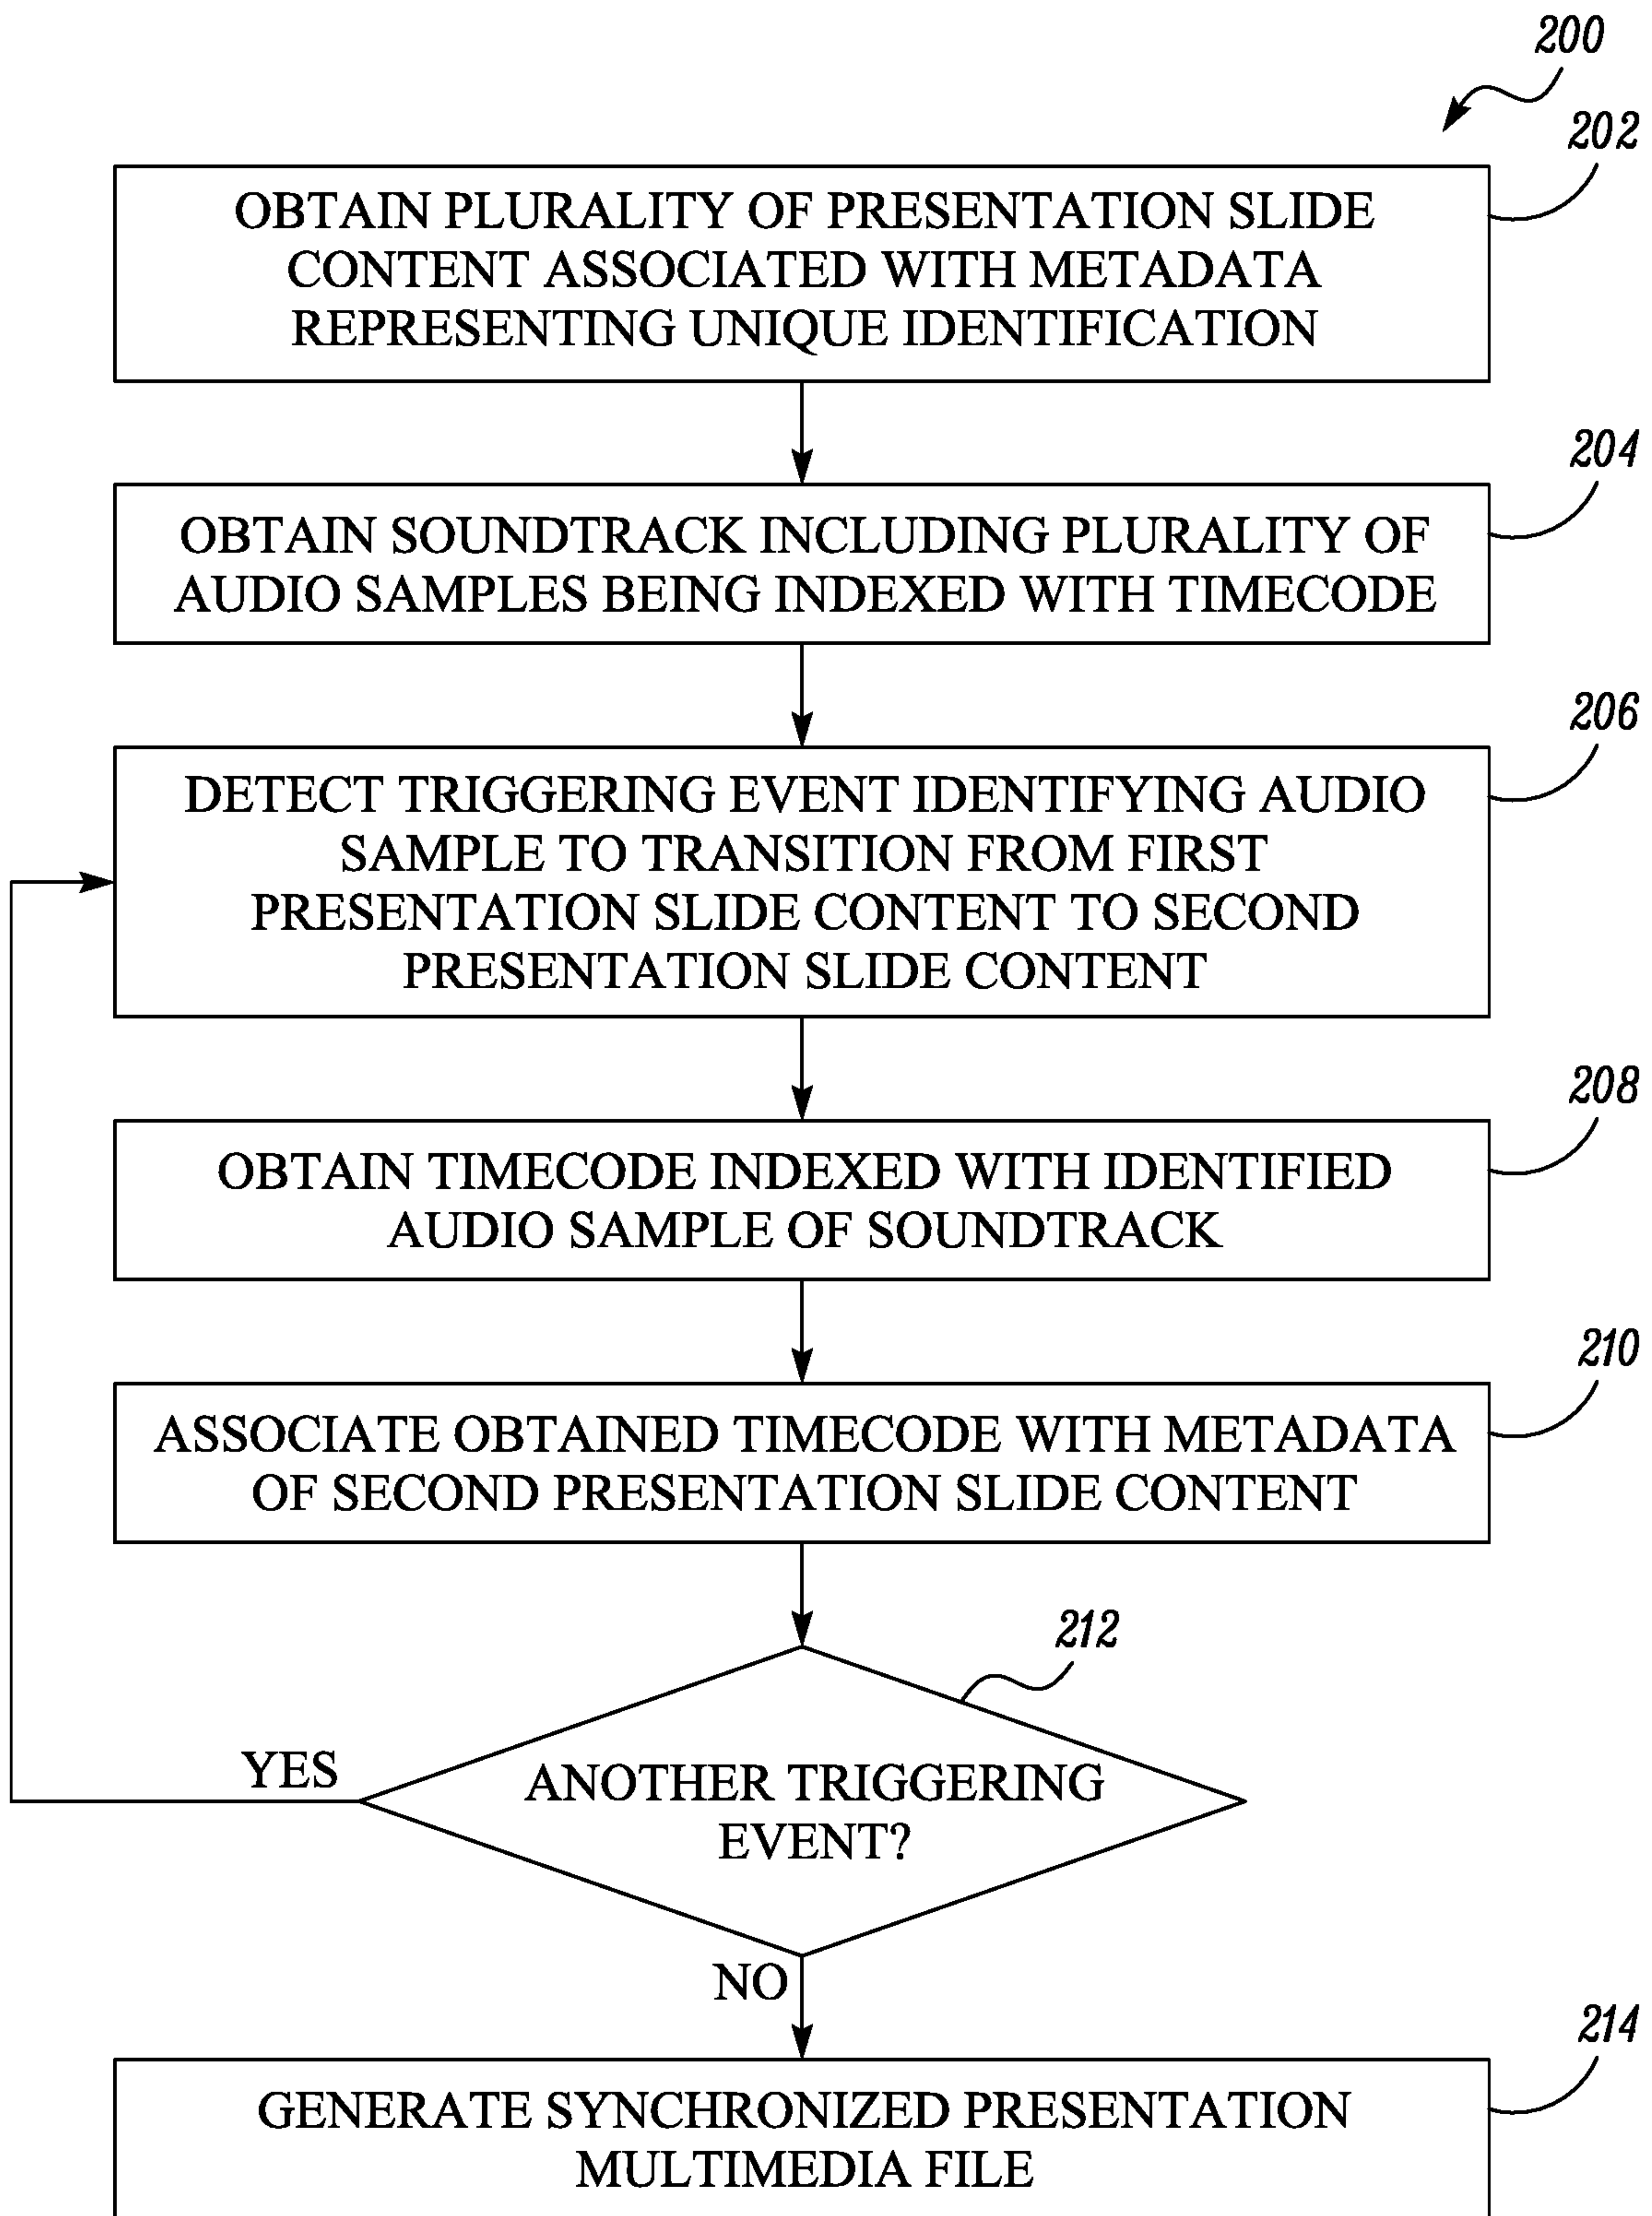 200
202
OBTAIN PLURALITY OF PRESENTATION SLIDE
CONTENT ASSOCIATED WITH METADATA
REPRESENTING UNIQUE IDENTIFICATION
204
OBTAIN SOUNDTRACK INCLUDING PLURALITY OF
AUDIO SAMPLES BEING INDEXED WITH TIMECODE
206
DETECT TRIGGERING EVENT IDENTIFYING AUDIO
SAMPLE TO TRANSITION FROM FIRST
PRESENTATION SLIDE CONTENT TO SECOND
PRESENTATION SLIDE CONTENT
208
OBTAIN TIMECODE INDEXED WITH IDENTIFIED
AUDIO SAMPLE OF SOUNDTRACK
210
ASSOCIATE OBTAINED TIMECODE WITH METADATA
OF SECOND PRESENTATION SLIDE CONTENT
212
YES
ANOTHER TRIGGERING
EVENT?
NO
214
GENERATE SYNCHRONIZED PRESENTATION
MULTIMEDIA FILE